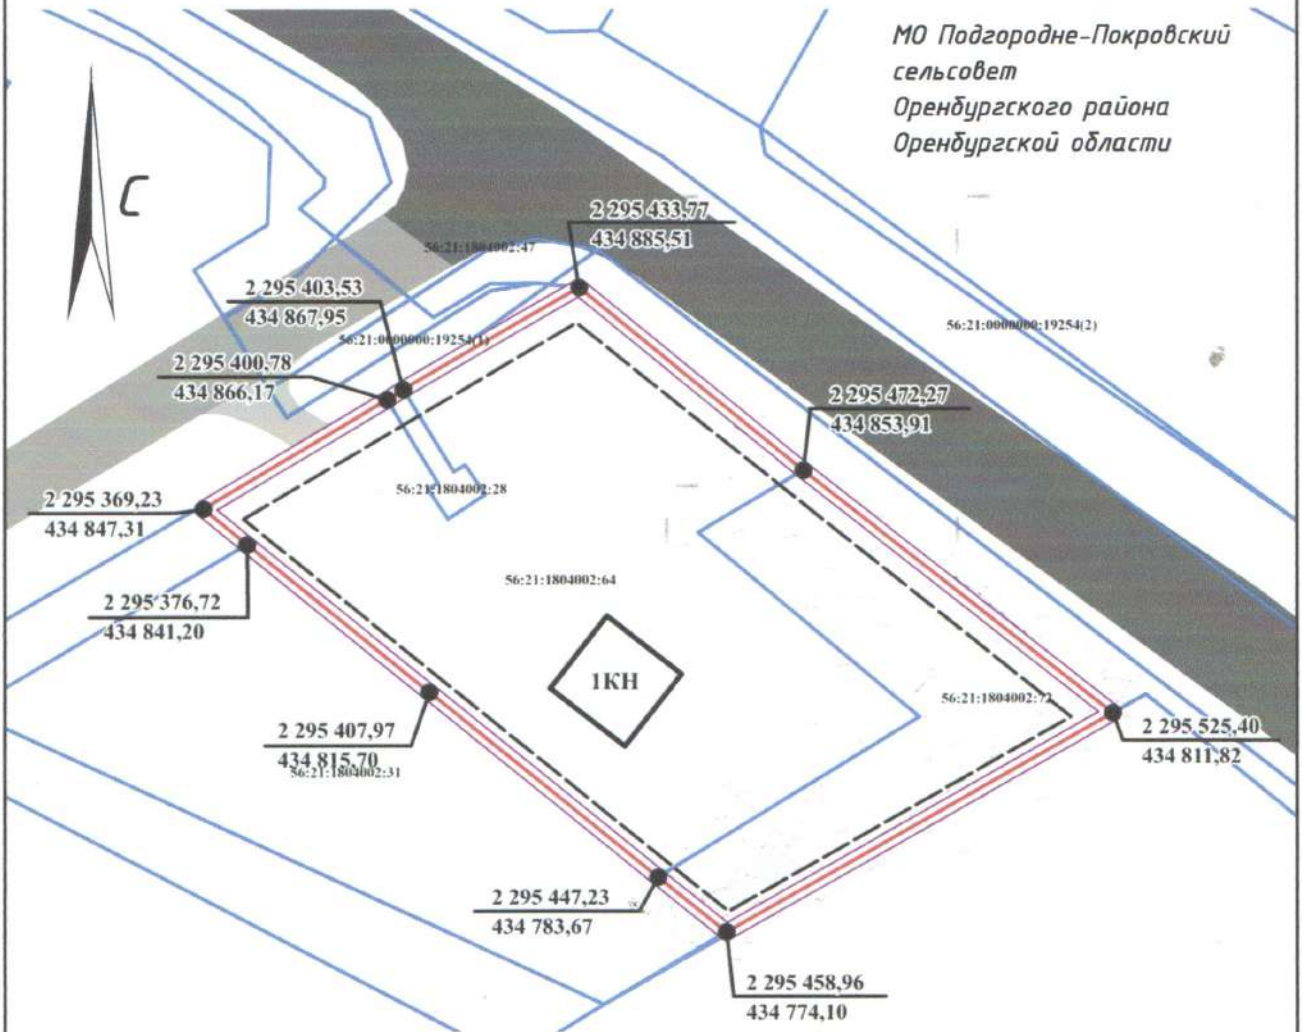 МО Подгородне-Покровский
сельсовет
Оренбургского района
Оренбургской области
С
2 295 433,77
434 885,51
56:21:1804002:47
2 295 403,53
434 867,95
56:21:0000000:19254(1)
56:21:0000000:19254(2)
2 295 400,78
434 866,17
2 295 472,27
434 853,91
2 295 369,23
434 847,31
56:21:1804002:28
56:21:1804002:64
2 295 376,72
434 841,20
1КН
56:21:1804002:72
2 295 407,97
434 815,70
56:21:1804002:31
2 295 525,40
434 811,82
2 295 447,23
434 783,67
2 295 458,96
434 774,10